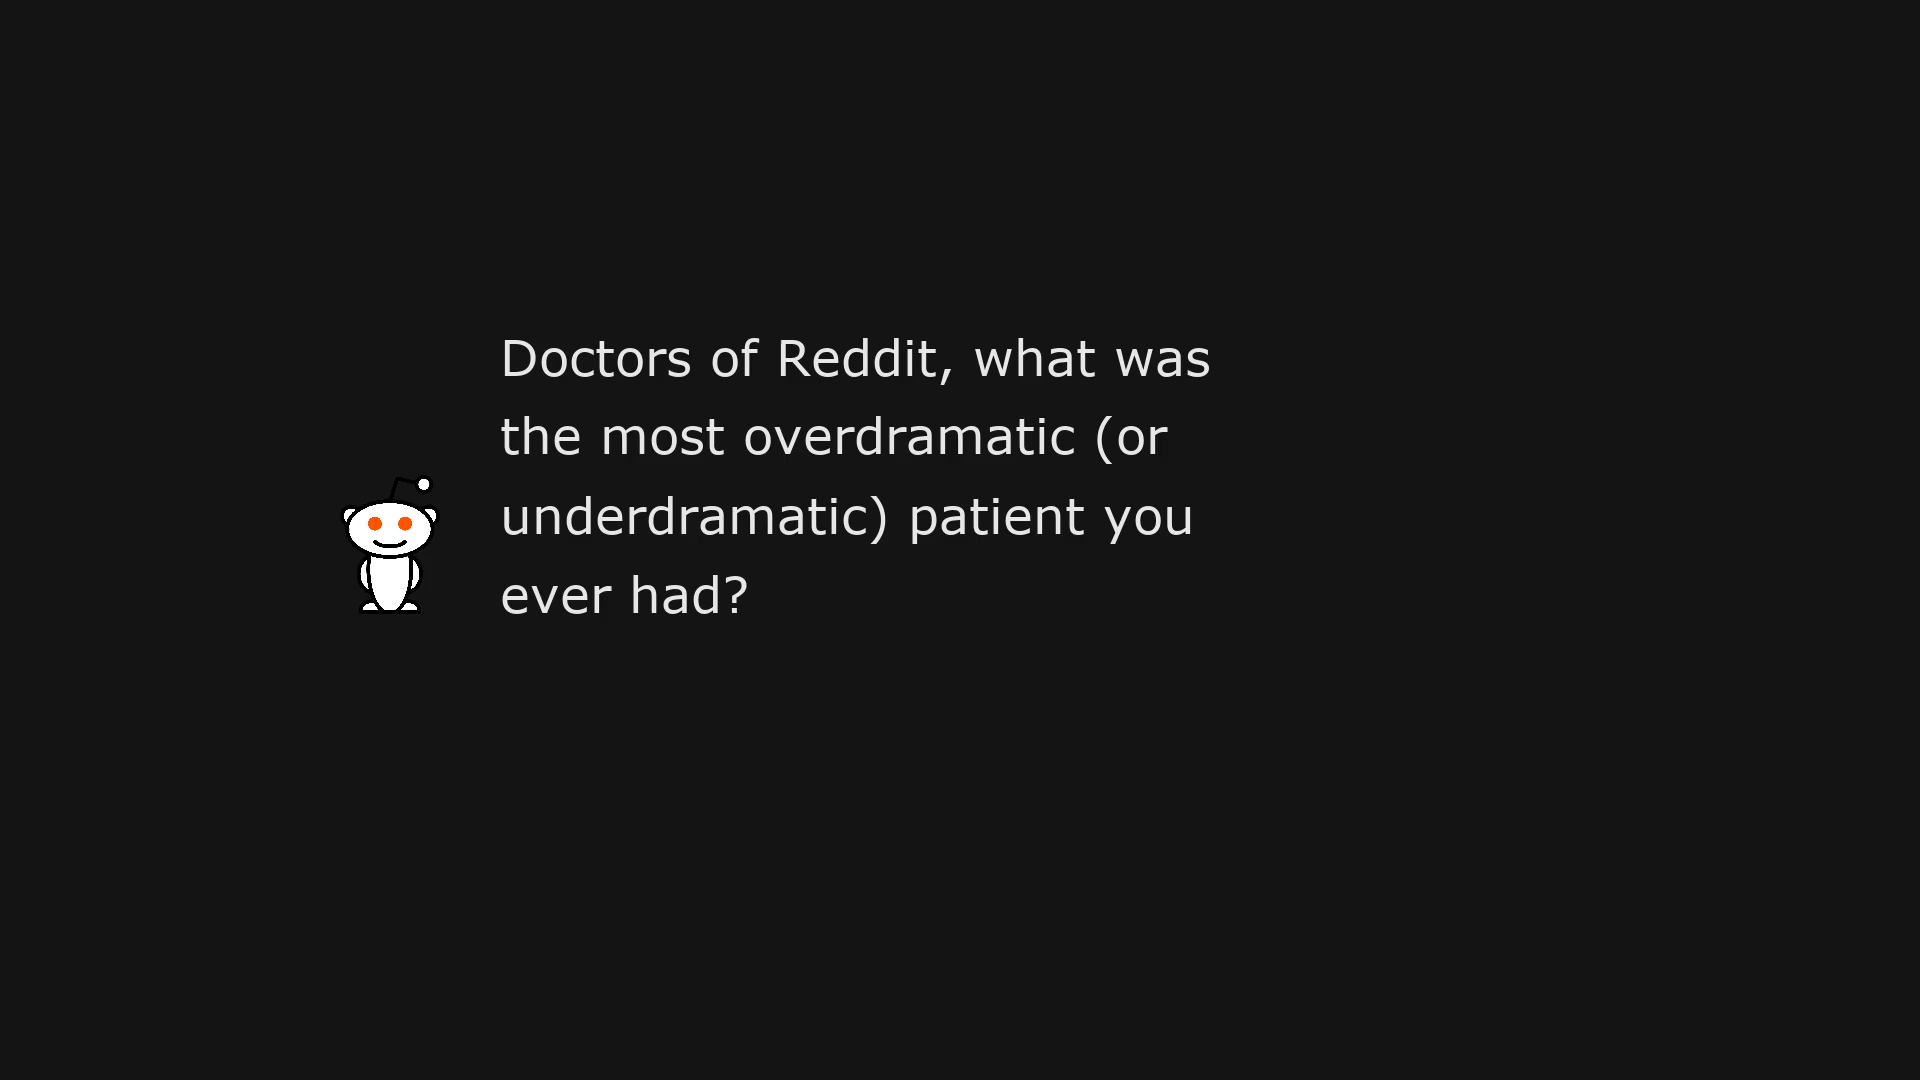 Doctors of Reddit, what was
the most overdramatic (or
underdramatic) patient you
ever had?